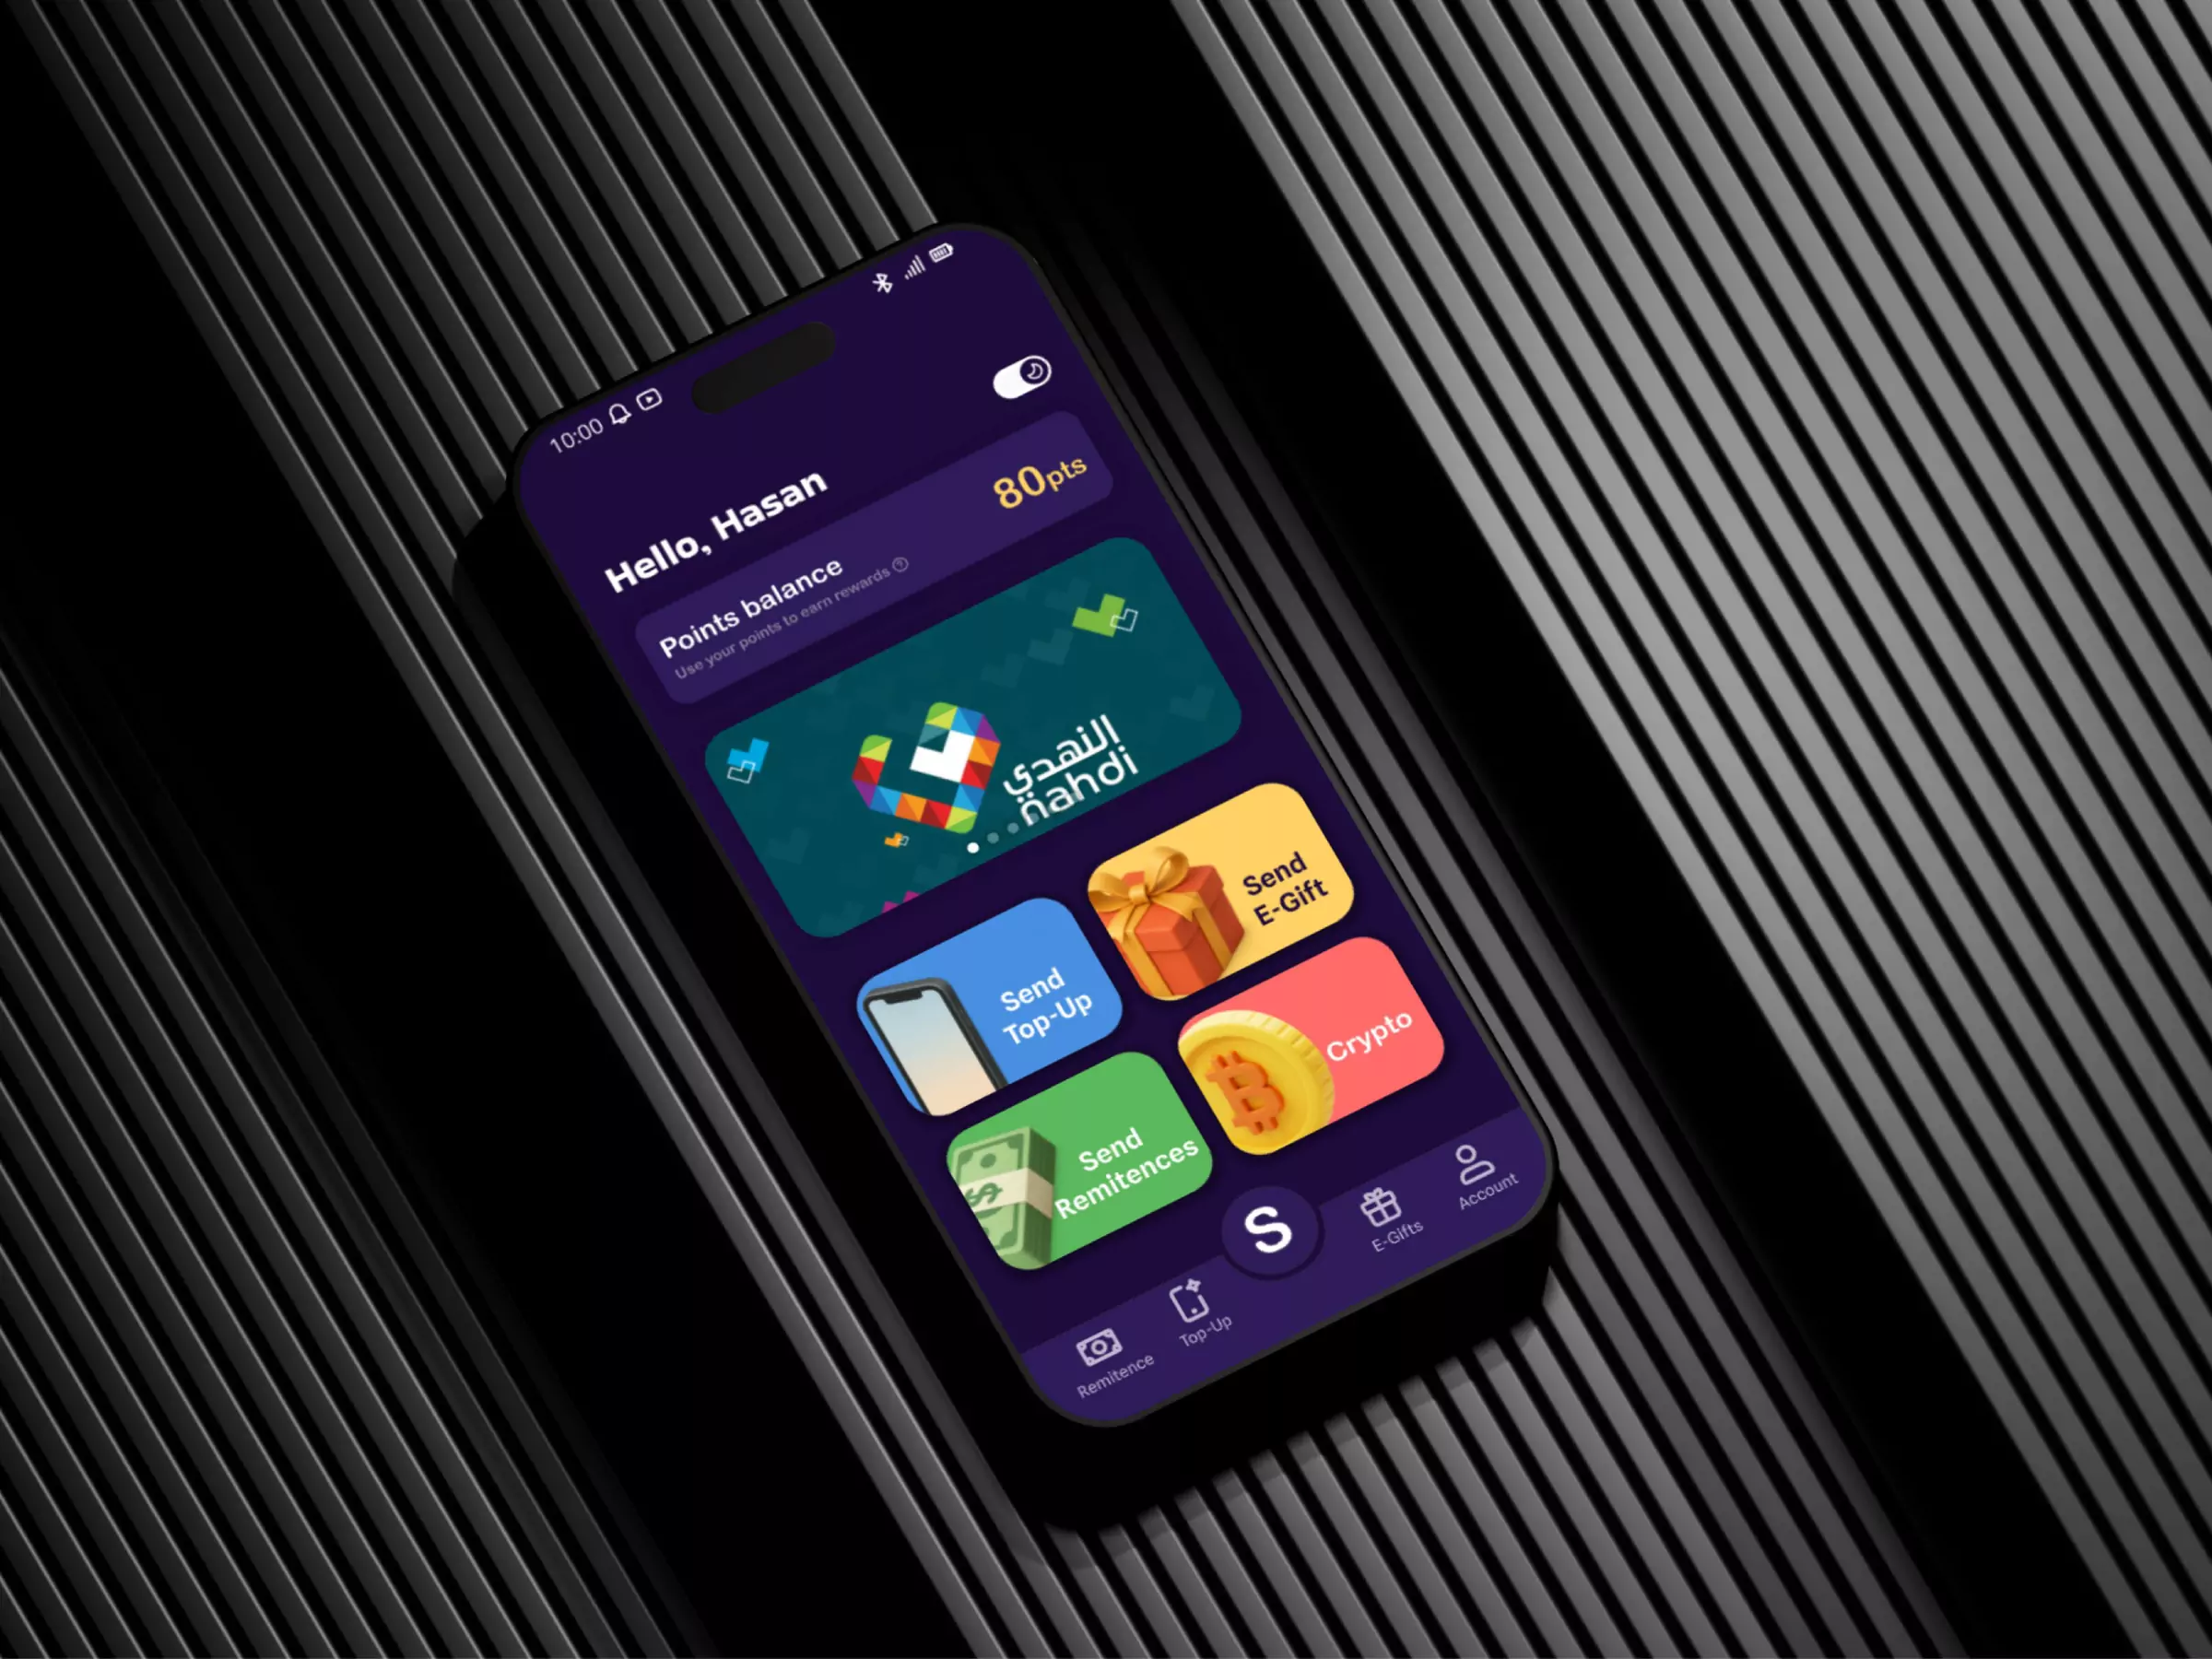 10:00
Hello, Hasan
Points balance
80pts
Use your points to earn rewards
النهدي
nahdi
Send
Top-Up
Send
E-Gift
Send
Remitences
Crypto
Remitence
Top-Up
S
E-Gifts
Account